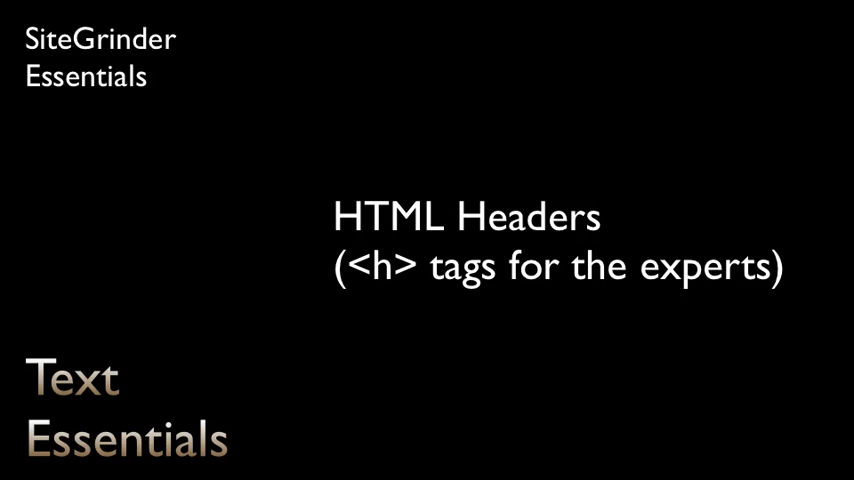 SiteGrinder
Essentials
HTML Headers
(<h> tags for the experts)
Text
Essentials